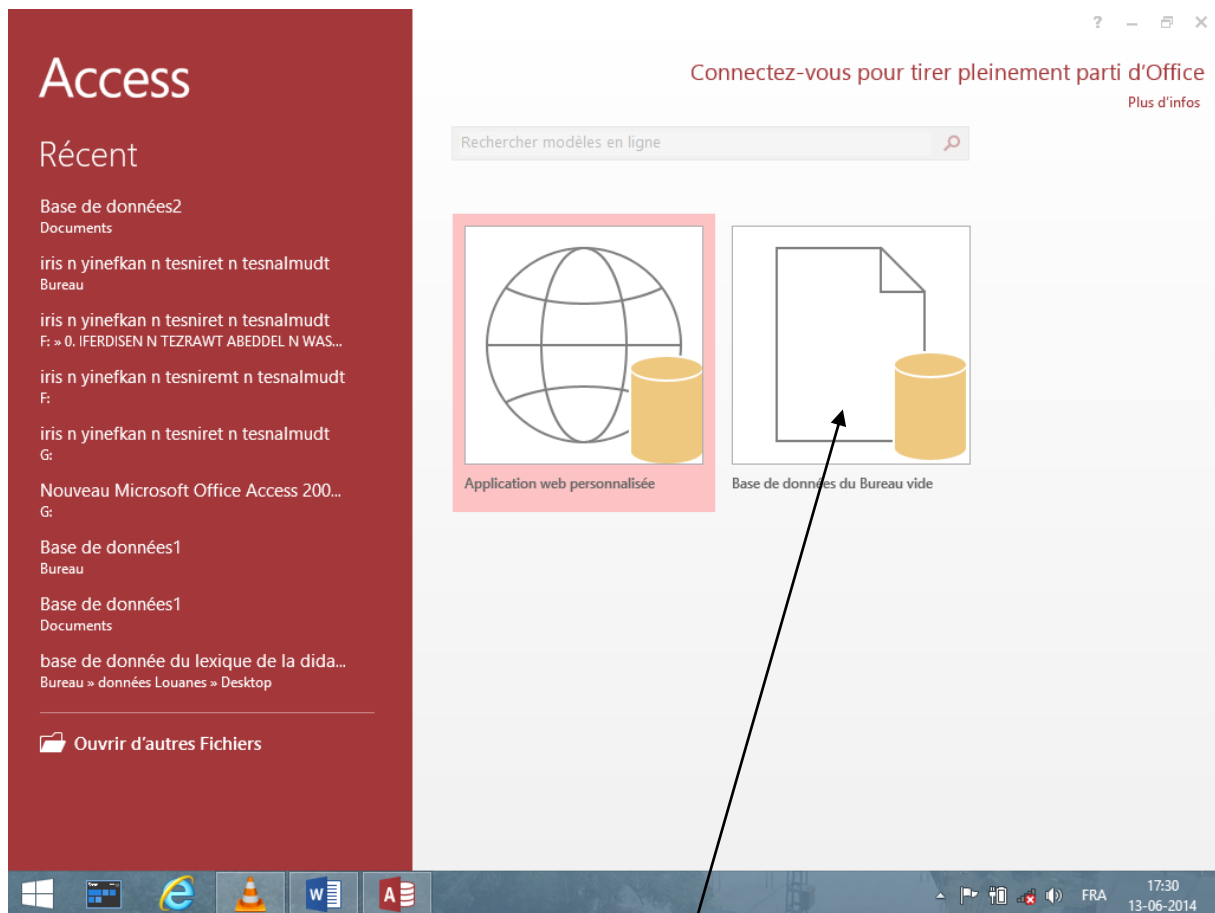 Access
Récent
Base de données2
Documents
iris n yinefkan n tesniret n tesnalmudt
Bureau
iris n yinefkan n tesniret n tesnalmudt
F: » 0. IFERDISEN N TEZRAWT ABEDDEL N WAS...
iris n yinefkan n tesniremt n tesnalmudt
F:
iris n yinefkan n tesniret n tesnalmudt
G:
Nouveau Microsoft Office Access 200...
G:
Base de données1
Bureau
Base de données1
Documents
base de donnée du lexique de la dida...
Bureau » données Louanes » Desktop
Ouvrir d'autres Fichiers
?
Connectez-vous pour tirer pleinement parti d'Office
Plus d'infos
Rechercher modèles en ligne
Application web personnalisée
Base de données du Bureau vide
FRA
17:30
13-06-2014